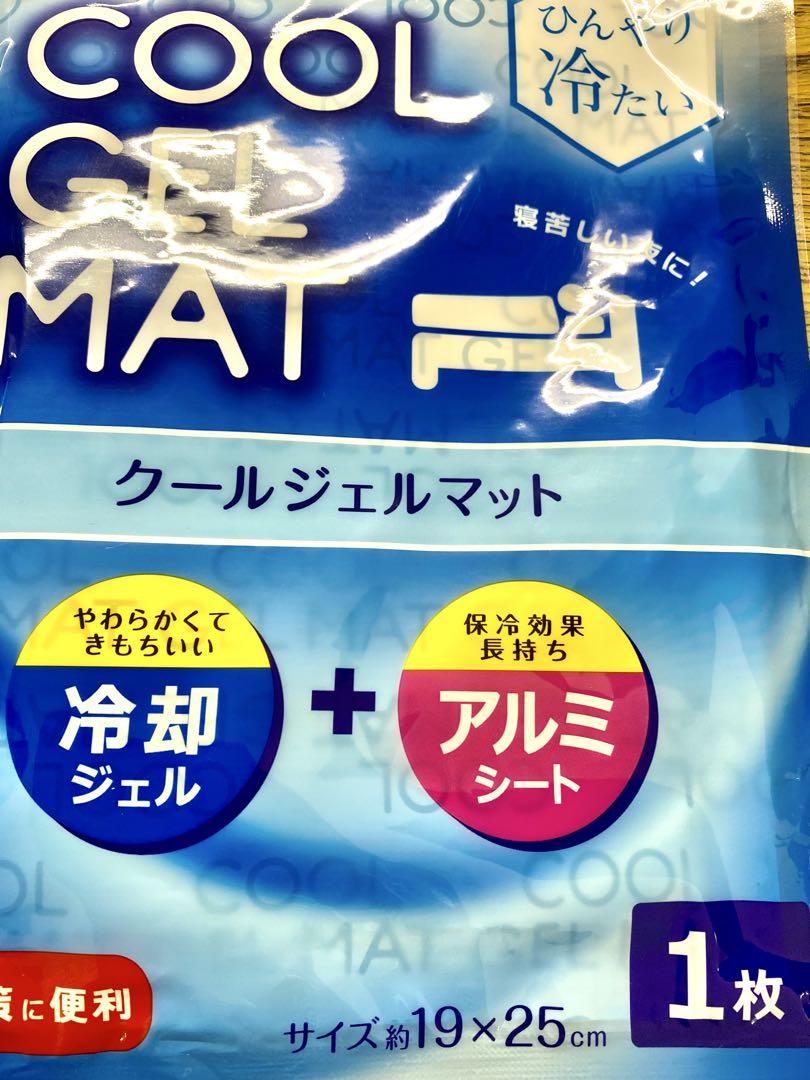 COOL
GEL
MAT
ひんやり
冷たい
寝苦しい夜に!
クールジェルマット
やわらかくて
きもちいい
冷却
ジェル
+
保冷効果
長持ち
アルミ
シート
策に便利
サイズ約19×25cm
1枚